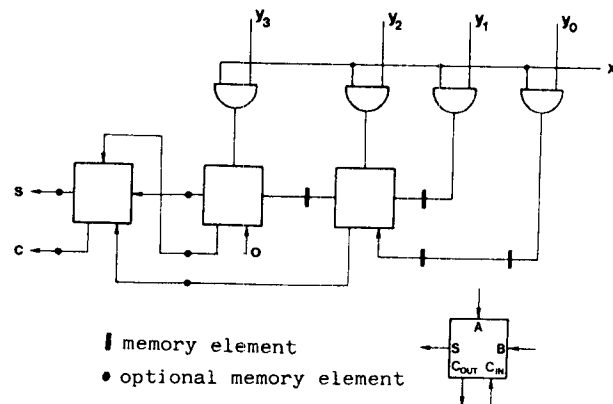 y3 y2 y1 y0
x
s
c
0
memory element
optional memory element
A
S B
COUT CIN